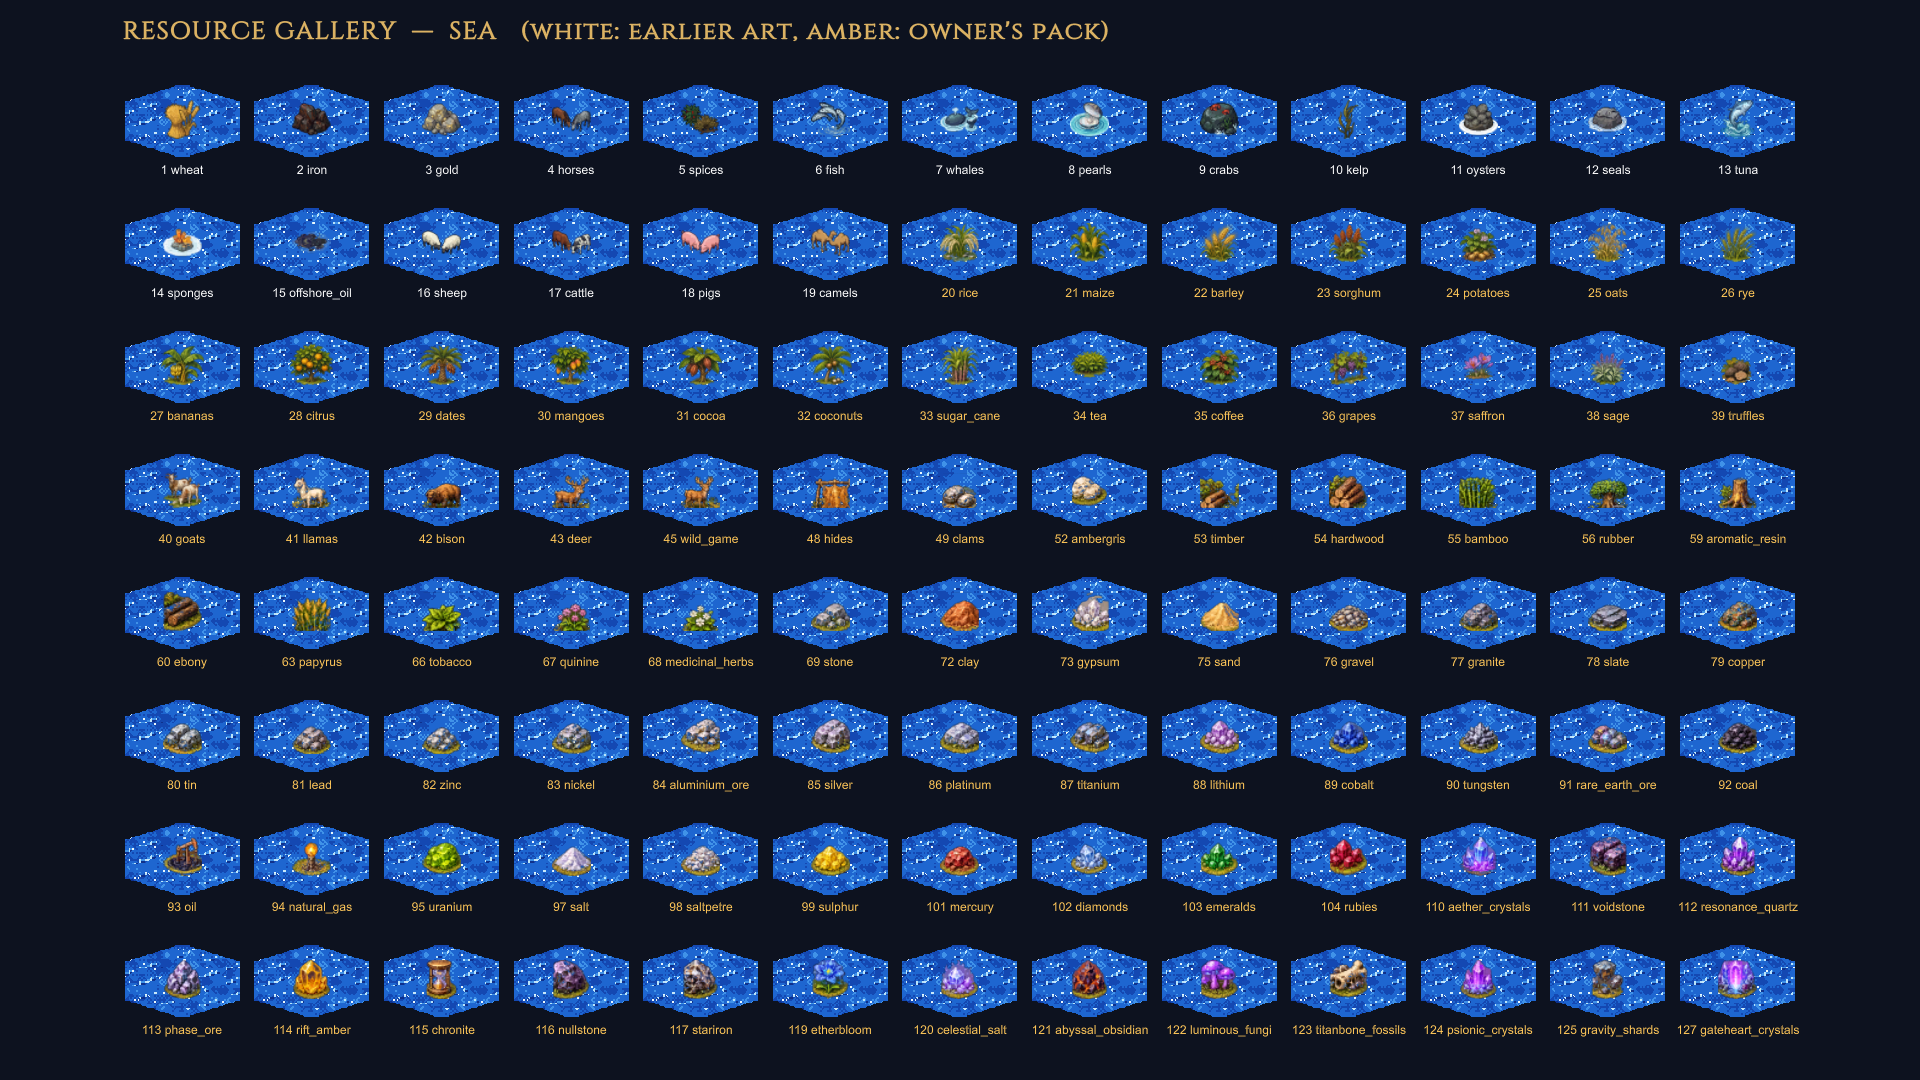 RESOURCE GALLERY — SEA (WHITE: EARLIER ART, AMBER: OWNER'S PACK)
1 wheat 2 iron 3 gold 4 horses 5 spices 6 fish 7 whales 8 pearls 9 crabs 10 kelp 11 oysters 12 seals 13 tuna
14 sponges 15 offshore_oil 16 sheep 17 cattle 18 pigs 19 camels 20 rice 21 maize 22 barley 23 sorghum 24 potatoes 25 oats 26 rye
27 bananas 28 citrus 29 dates 30 mangoes 31 cocoa 32 coconuts 33 sugar_cane 34 tea 35 coffee 36 grapes 37 saffron 38 sage 39 truffles
40 goats 41 llamas 42 bison 43 deer 45 wild_game 48 hides 49 clams 52 ambergris 53 timber 54 hardwood 55 bamboo 56 rubber 59 aromatic_resin
60 ebony 63 papyrus 66 tobacco 67 quinine 68 medicinal_herbs 69 stone 72 clay 73 gypsum 75 sand 76 gravel 77 granite 78 slate 79 copper
80 tin 81 lead 82 zinc 83 nickel 84 aluminium_ore 85 silver 86 platinum 87 titanium 88 lithium 89 cobalt 90 tungsten 91 rare_earth_ore 92 coal
93 oil 94 natural_gas 95 uranium 97 salt 98 saltpetre 99 sulphur 101 mercury 102 diamonds 103 emeralds 104 rubies 110 aether_crystals 111 voidstone 112 resonance_quartz
113 phase_ore 114 rift_amber 115 chronite 116 nullstone 117 stariron 119 etherbloom 120 celestial_salt 121 abyssal_obsidian 122 luminous_fungi 123 titanbone_fossils 124 psionic_crystals 125 gravity_shards 127 gateheart_crystals